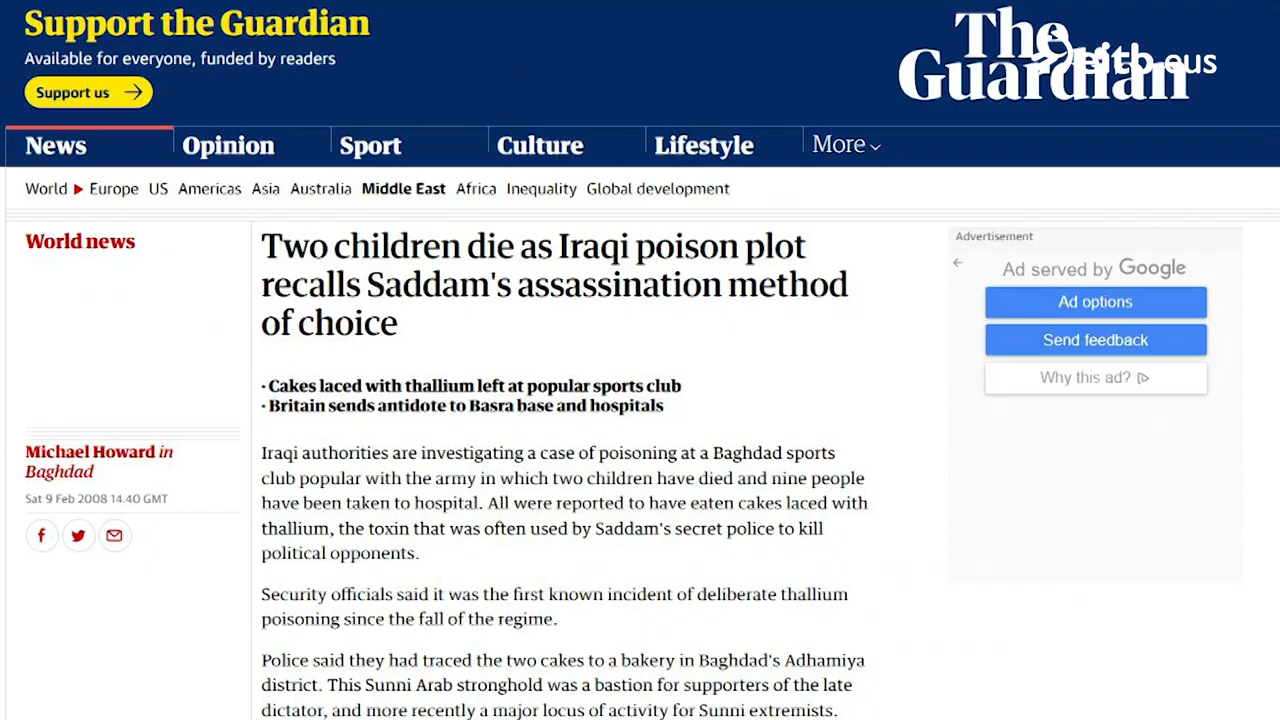 Support the Guardian
Available for everyone, funded by readers
Support us
The
Guardian
eitb.eus
News
Opinion
Sport
Culture
Lifestyle
More
World
Europe
US
Americas
Asia
Australia
Middle East
Africa
Inequality
Global development
World news
Two children die as Iraqi poison plot
recalls Saddam's assassination method
of choice
· Cakes laced with thallium left at popular sports club
· Britain sends antidote to Basra base and hospitals
Michael Howard in
Baghdad
Sat 9 Feb 2008 14.40 GMT
Iraqi authorities are investigating a case of poisoning at a Baghdad sports
club popular with the army in which two children have died and nine people
have been taken to hospital. All were reported to have eaten cakes laced with
thallium, the toxin that was often used by Saddam's secret police to kill
political opponents.
Security officials said it was the first known incident of deliberate thallium
poisoning since the fall of the regime.
Police said they had traced the two cakes to a bakery in Baghdad's Adhamiya
district. This Sunni Arab stronghold was a bastion for supporters of the late
dictator, and more recently a major locus of activity for Sunni extremists.
Advertisement
Ad served by Google
Ad options
Send feedback
Why this ad?